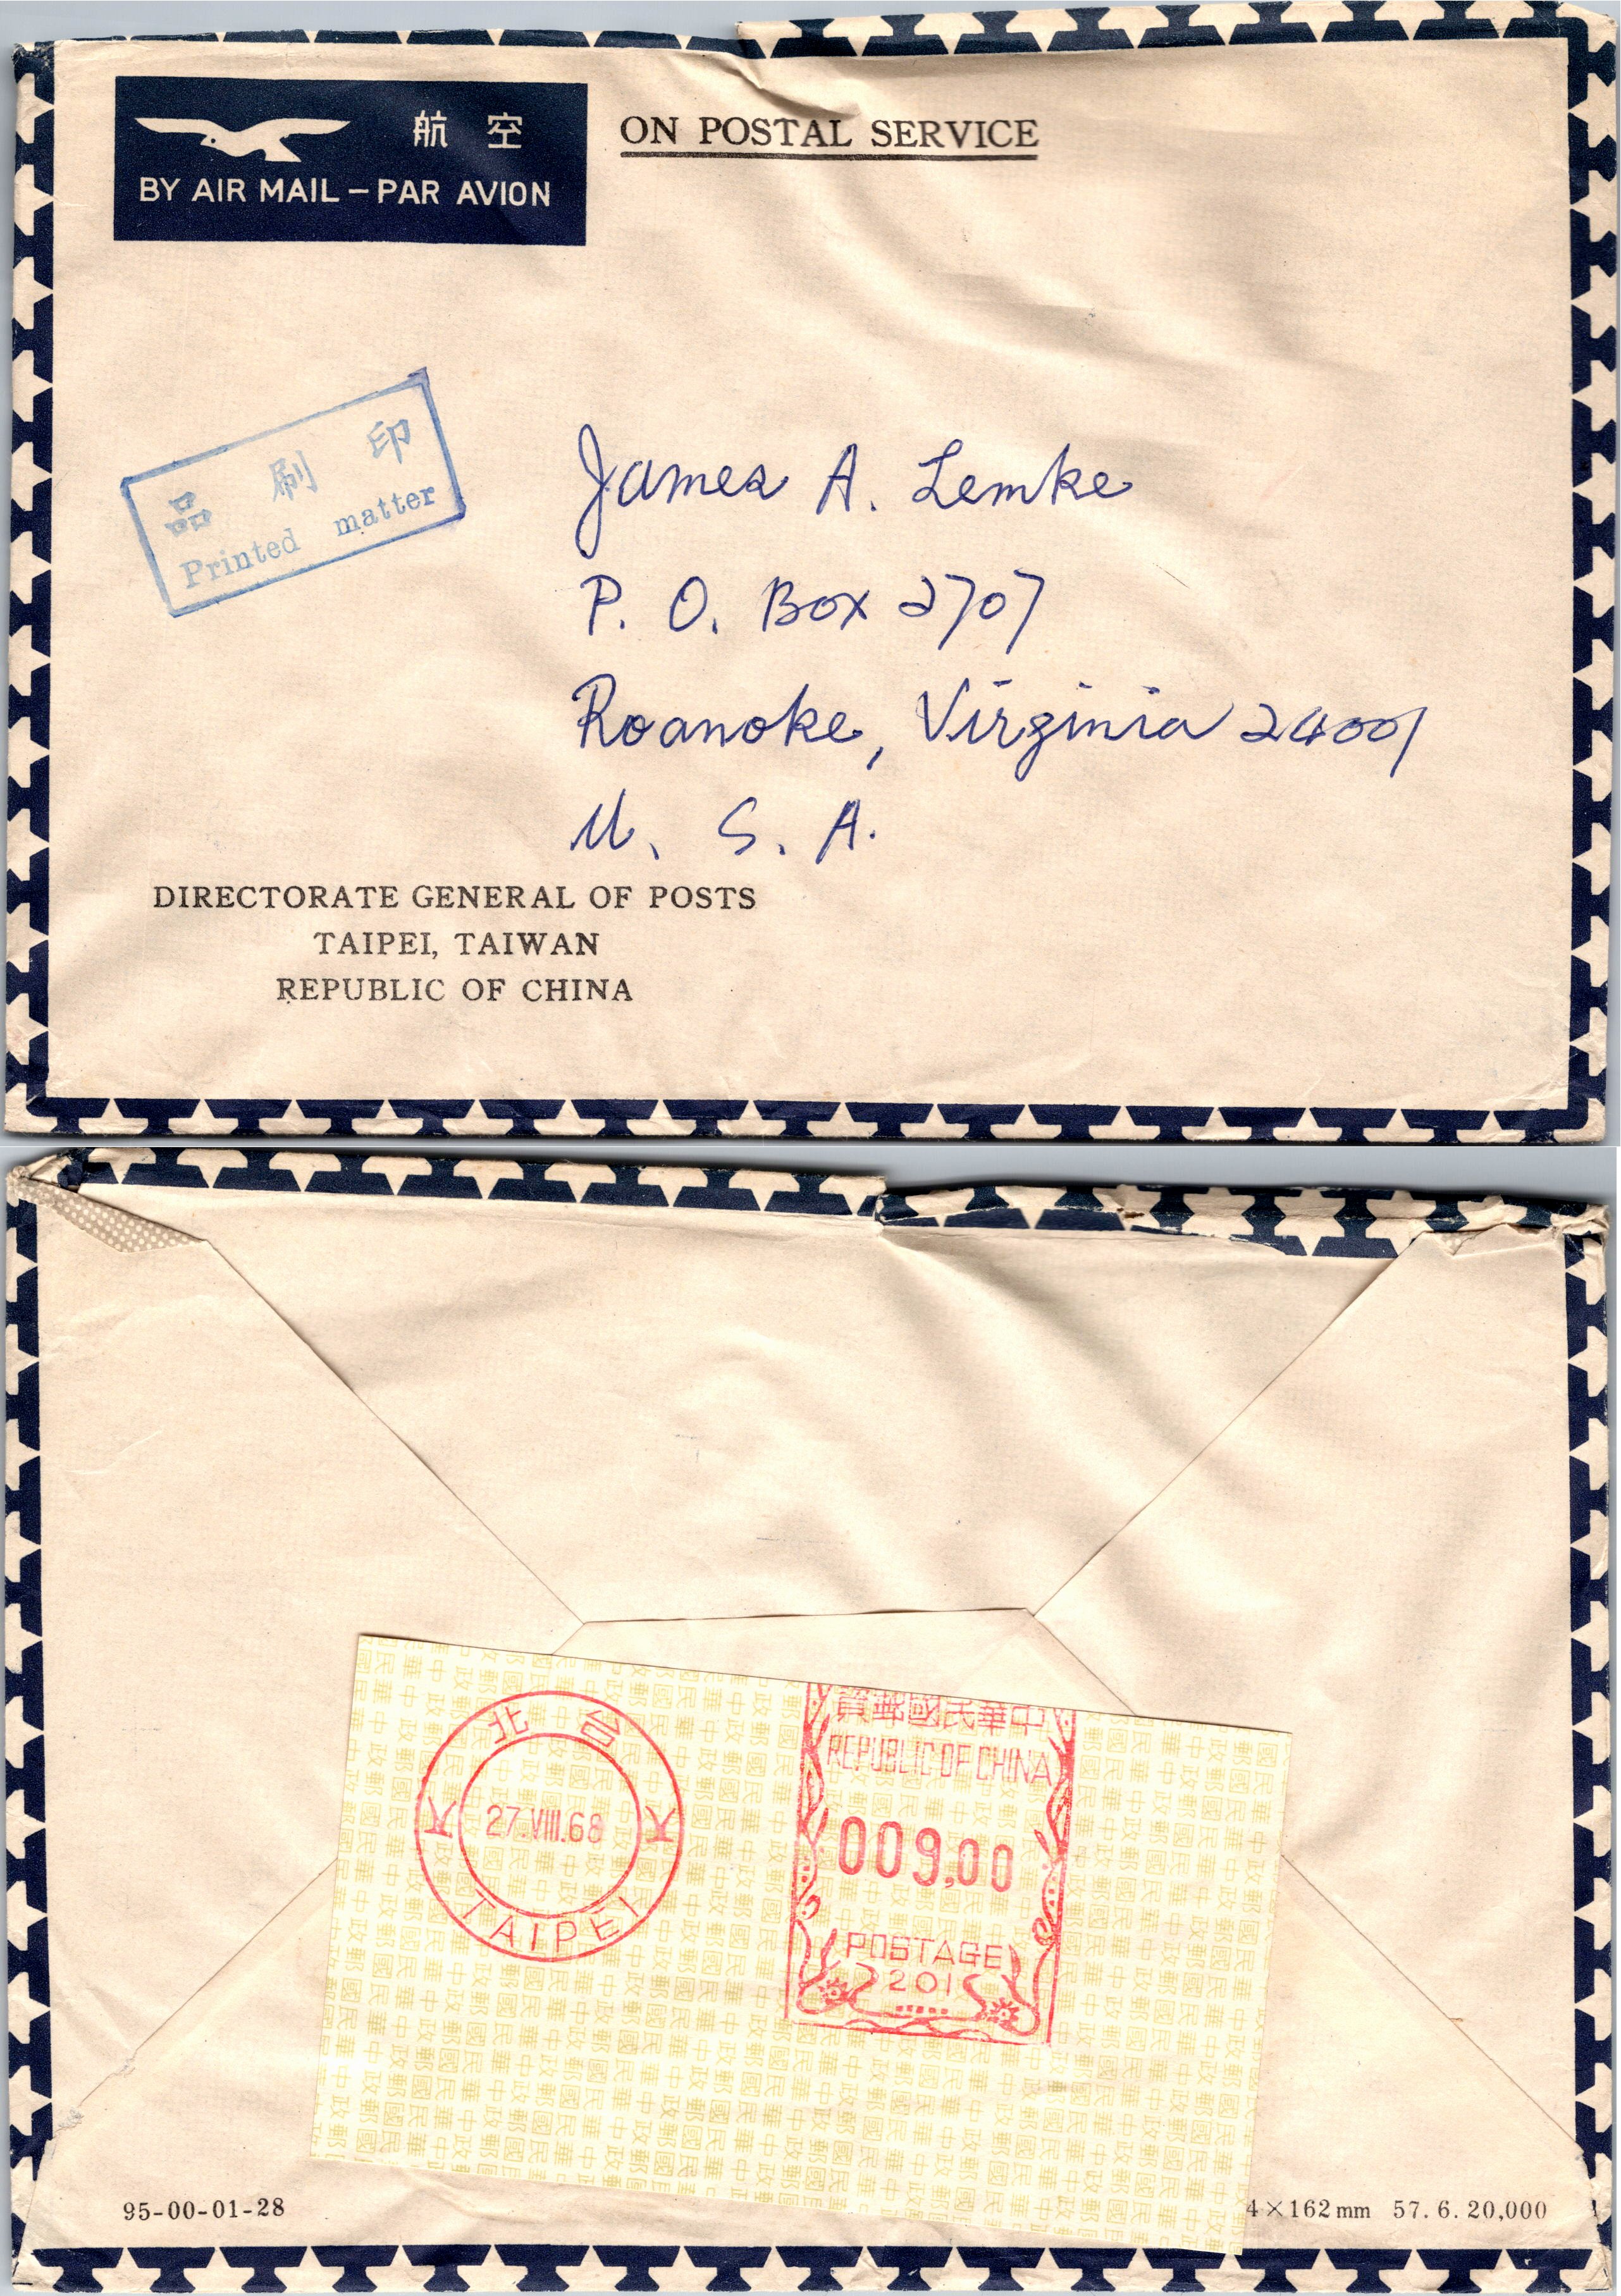 航空
BY AIR MAIL – PAR AVION
ON POSTAL SERVICE
品刷印
Printed matter
James A. Lemke
P. O. Box 2707
Roanoke, Virginia 24001
U. S. A.
DIRECTORATE GENERAL OF POSTS
TAIPEI, TAIWAN
REPUBLIC OF CHINA
北台
K 27.VIII.68 K
TAIPEI
資郵國民華中
REPUBLIC OF CHINA
009.00
POSTAGE
201
95-00-01-28
4×162mm 57. 6. 20,000